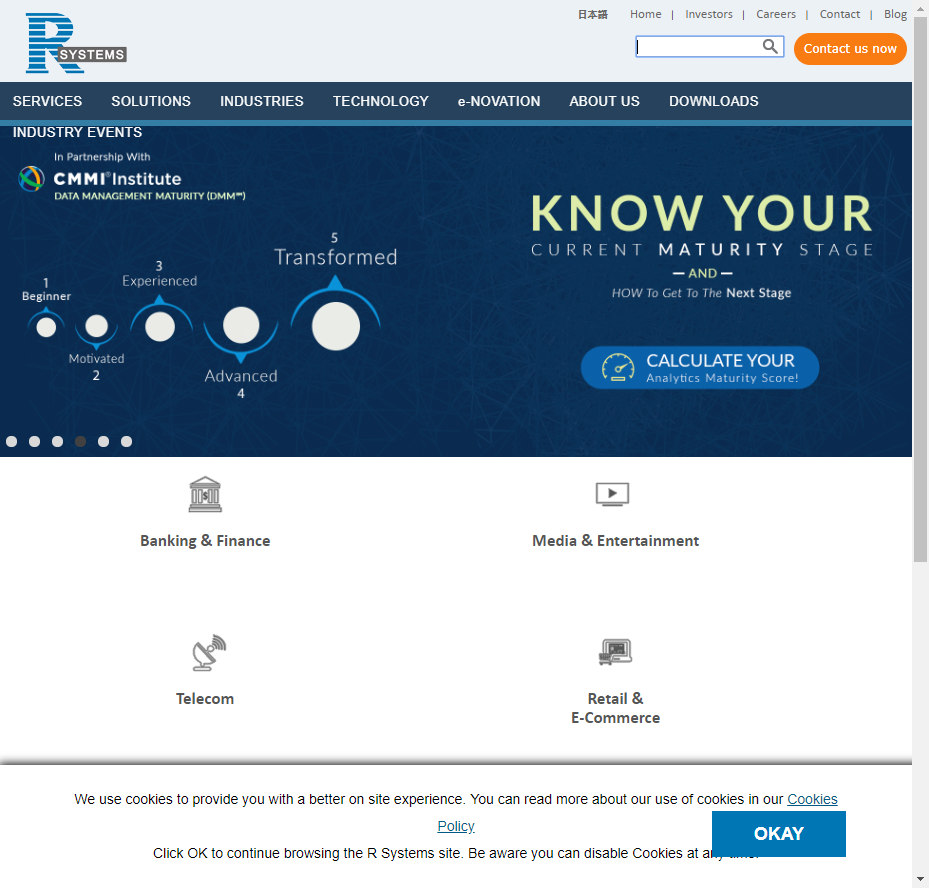 日本語 Home | Investors | Careers | Contact | Blog
R SYSTEMS
Contact us now
SERVICES SOLUTIONS INDUSTRIES TECHNOLOGY e-NOVATION ABOUT US DOWNLOADS
INDUSTRY EVENTS
In Partnership With
CMMI® Institute
DATA MANAGEMENT MATURITY (DMM℠)
1
Beginner
Motivated
2
3
Experienced
Advanced
4
5
Transformed
KNOW YOUR
CURRENT MATURITY STAGE
— AND —
HOW To Get To The Next Stage
CALCULATE YOUR
Analytics Maturity Score!
Banking & Finance
Media & Entertainment
Telecom
Retail &
E-Commerce
We use cookies to provide you with a better on site experience. You can read more about our use of cookies in our Cookies
Policy
OKAY
Click OK to continue browsing the R Systems site. Be aware you can disable Cookies at any time.